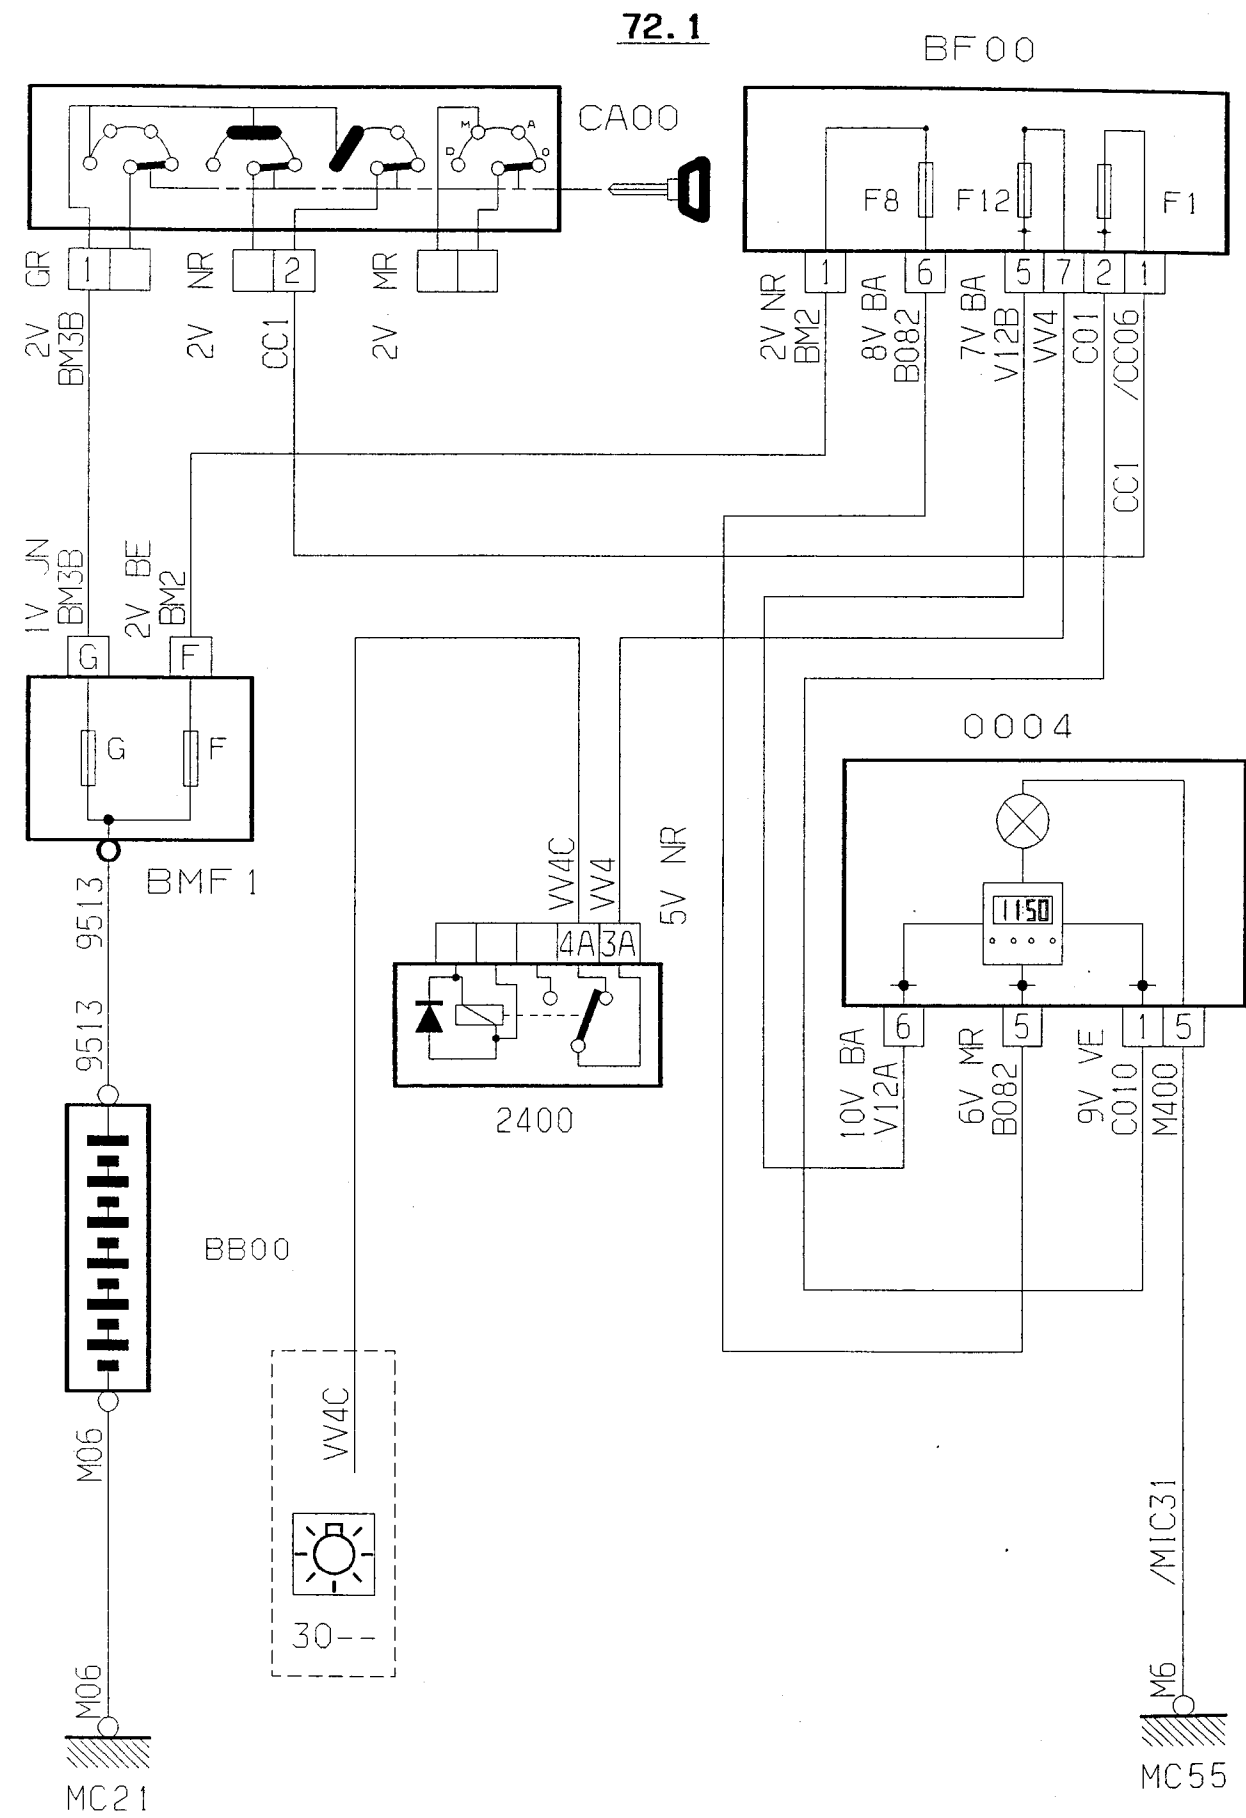 72.1
BF00
CA00
M A
D O
F8 F12 F1
1 2
1 6 5 7 2 1
2V GR
BM3B
2V NR
CC1
2V MR
2V NR
BM2
8V BA
B082
7V BA
V12B
VV4
C01
CC1 /CC06
1V JN
BM3B
2V BE
BM2
G F
G F
BMF1
0004
11:50
VV4C
VV4
5V NR
4A 3A
2400
6 5 1 5
10V BA
V12A
6V MR
B082
9V VE
C010
M400
9513
9513
BB00
M06
M06
MC21
VV4C
30--
/MIC31
M6
MC55